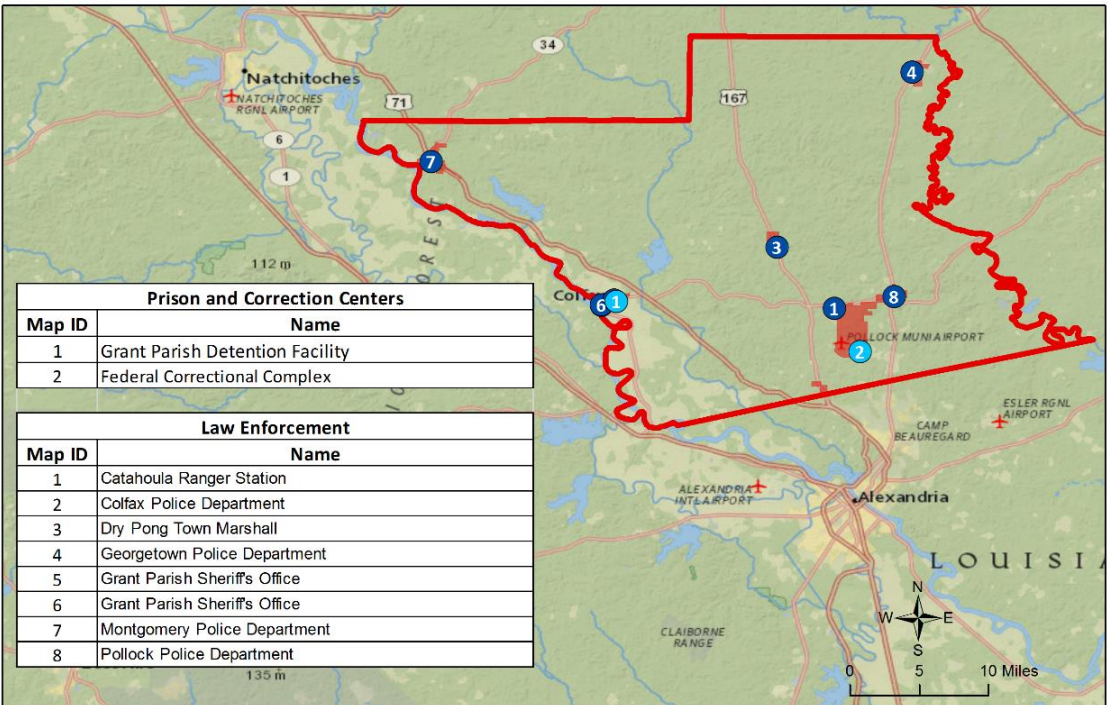 34
Natchitoches
NATCHITOCHES
RGNL AIRPORT
71
167
4
6
7
1
3
112 m
Colf
6
1
1
8
POLLOCK MUNI AIRPORT
2
Prison and Correction Centers
Map ID Name
1 Grant Parish Detention Facility
2 Federal Correctional Complex
Law Enforcement
Map ID Name
1 Catahoula Ranger Station
2 Colfax Police Department
3 Dry Pong Town Marshall
4 Georgetown Police Department
5 Grant Parish Sheriff's Office
6 Grant Parish Sheriff's Office
7 Montgomery Police Department
8 Pollock Police Department
135 m
OREST
ESLER RGNL
AIRPORT
CAMP
BEAUREGARD
ALEXANDRIA
INTL AIRPORT
Alexandria
LOUISIA
CLAIBORNE
RANGE
N
W E
S
0 5 10 Miles